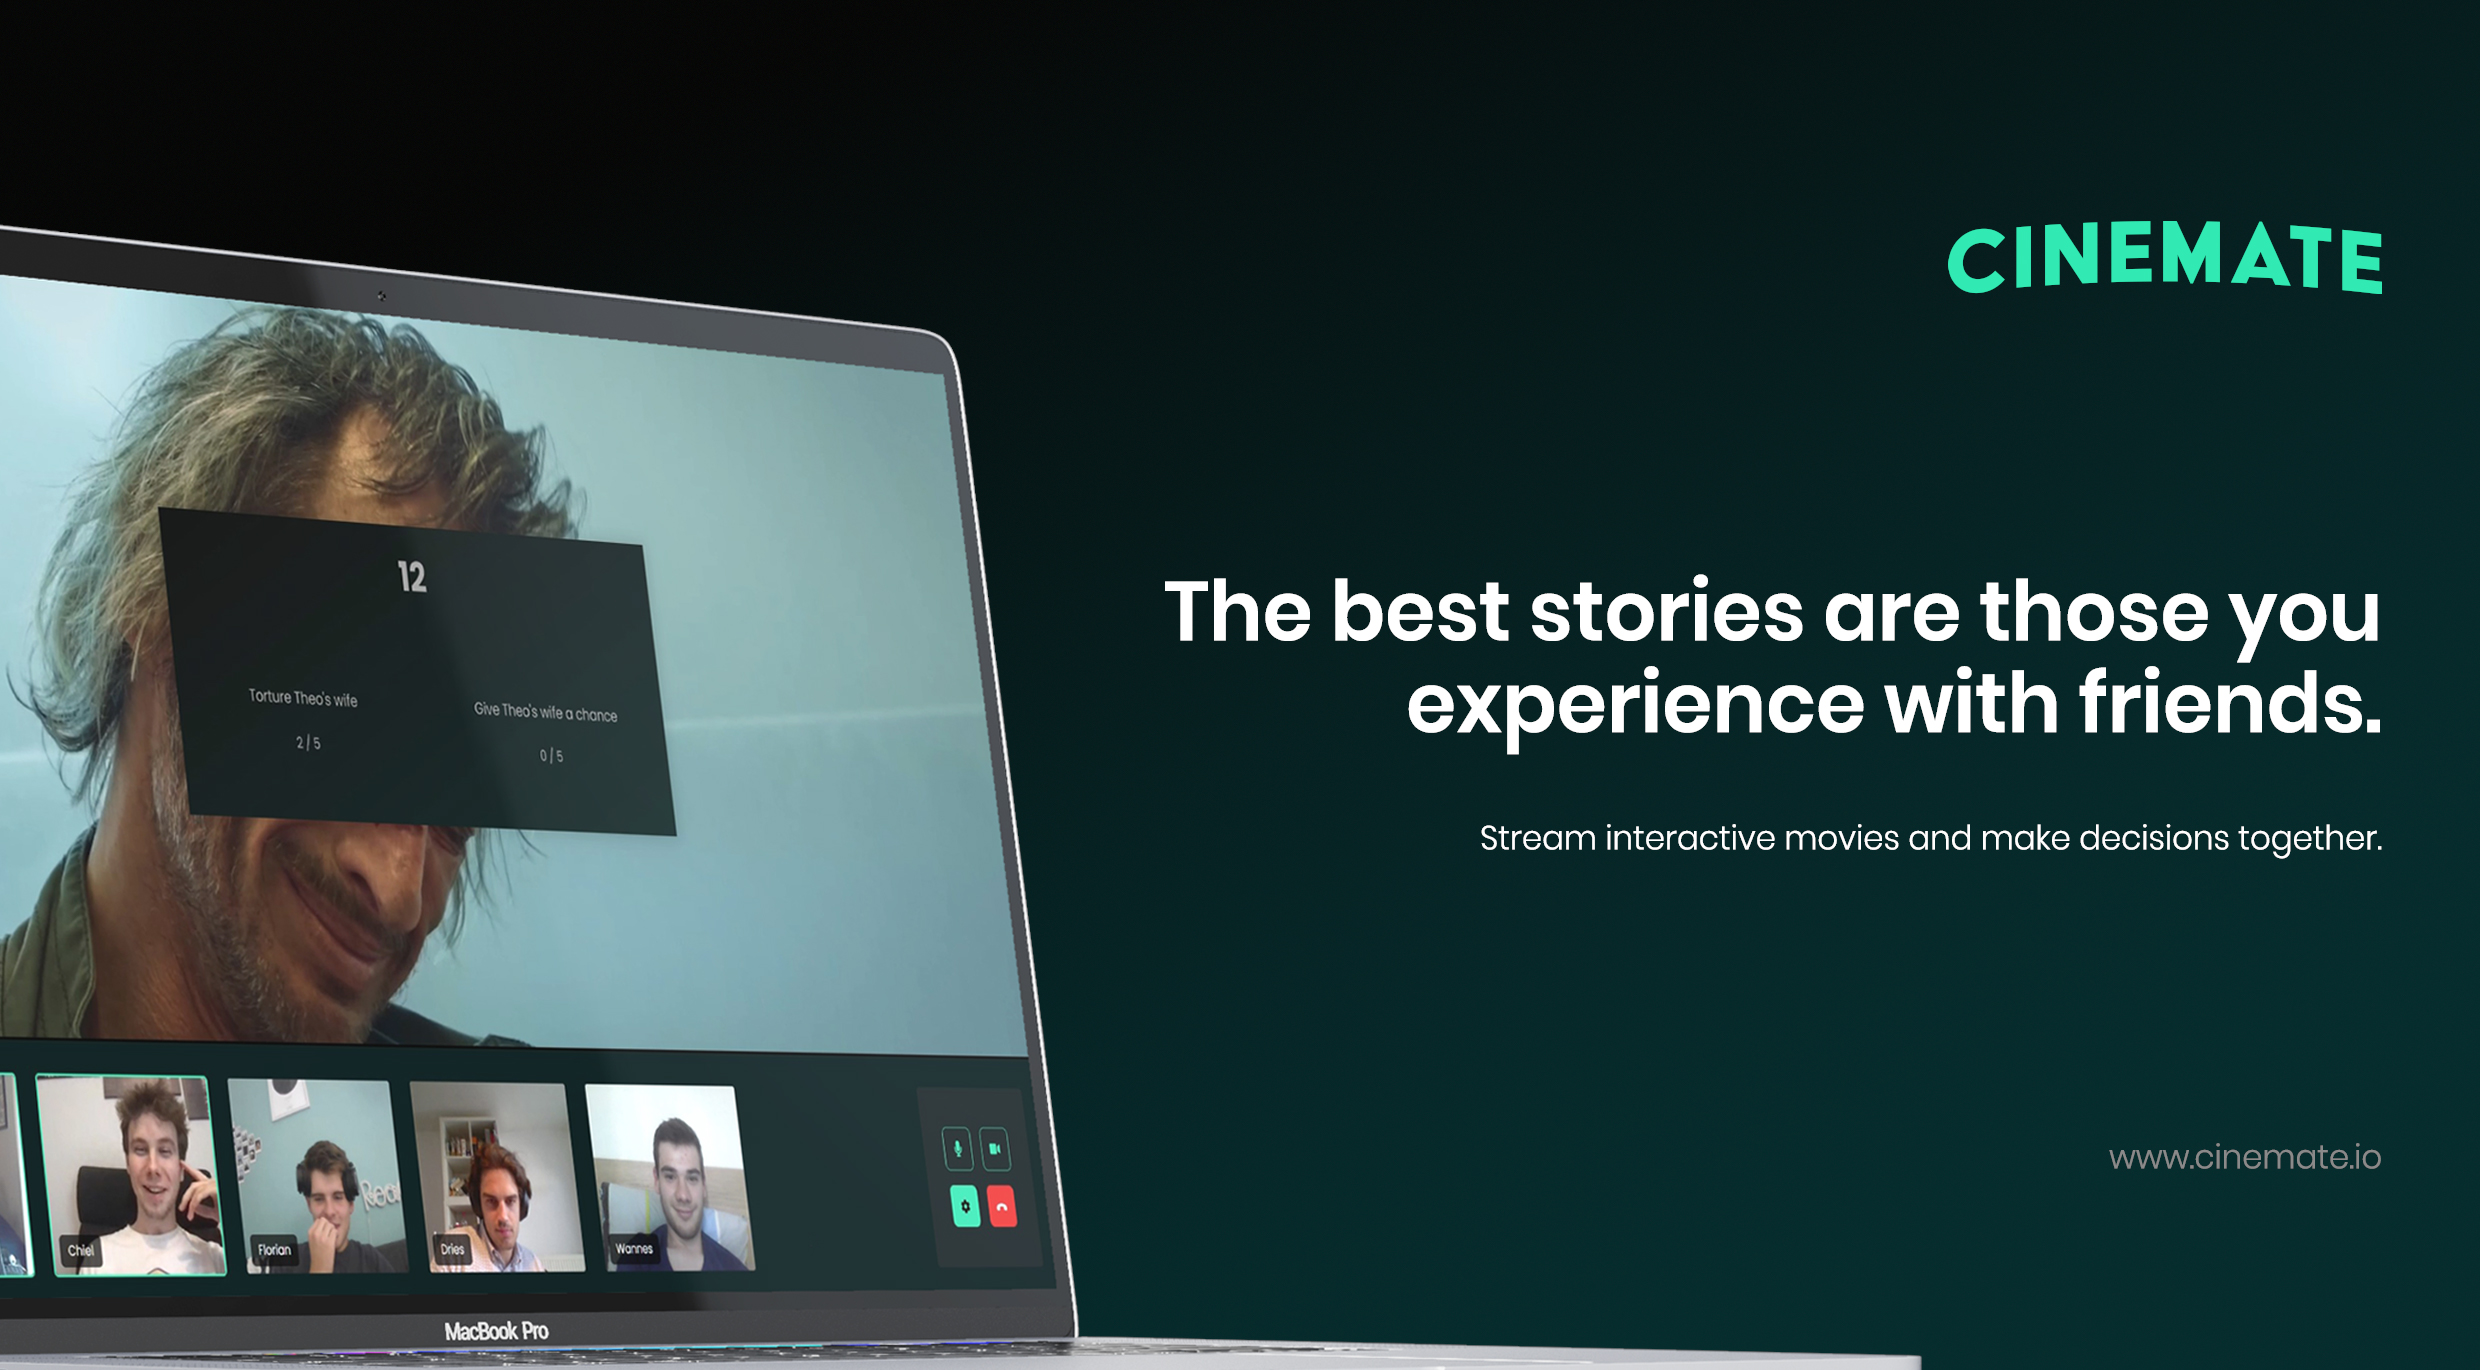 CINEMATE
The best stories are those you
experience with friends.
Stream interactive movies and make decisions together.
www.cinemate.io
12
Torture Theo's wife
Give Theo's wife a chance
2 / 5
0 / 5
Chiel
Florian
Dries
Wannes
MacBook Pro